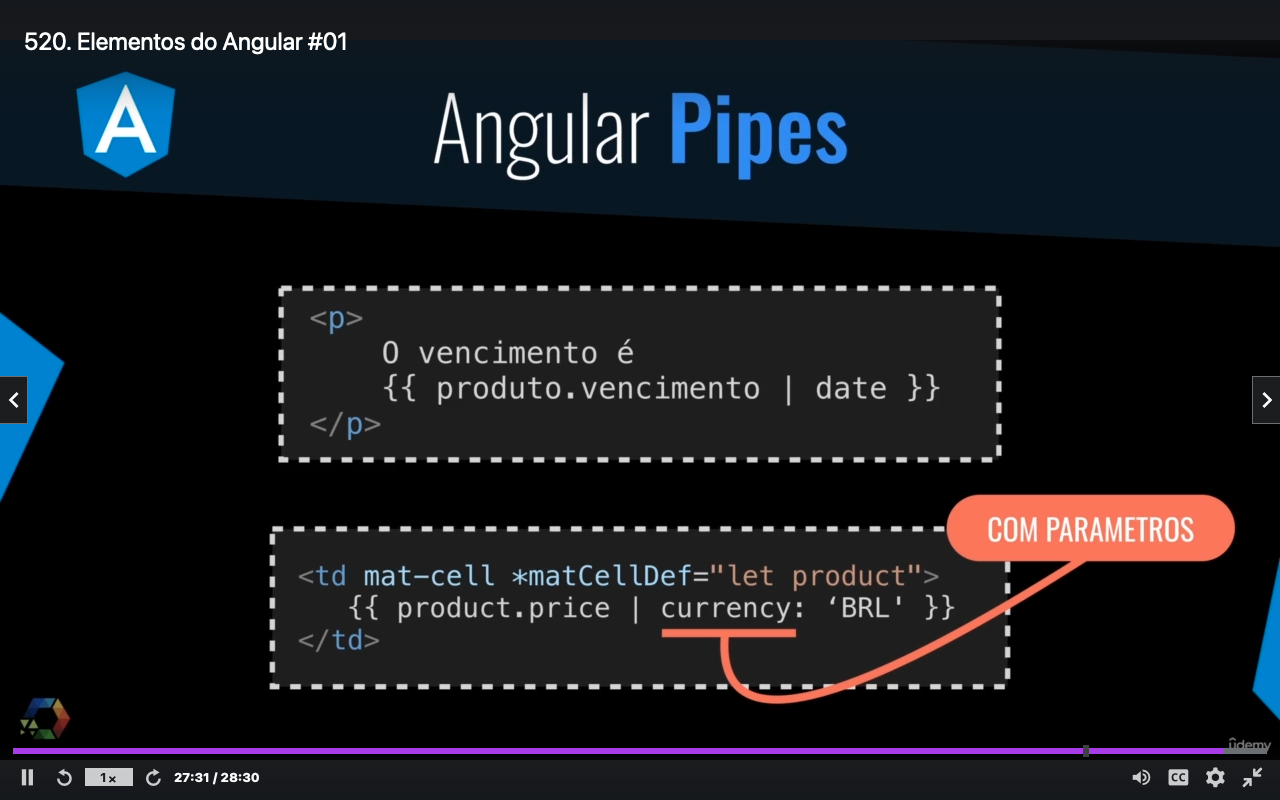 520. Elementos do Angular #01
A
Angular Pipes
<p>
O vencimento é
{{ produto.vencimento | date }}
</p>
COM PARAMETROS
<td mat-cell *matCellDef="let product">
{{ product.price | currency: ‘BRL' }}
</td>
ûdemy
1x
27:31 / 28:30
CC